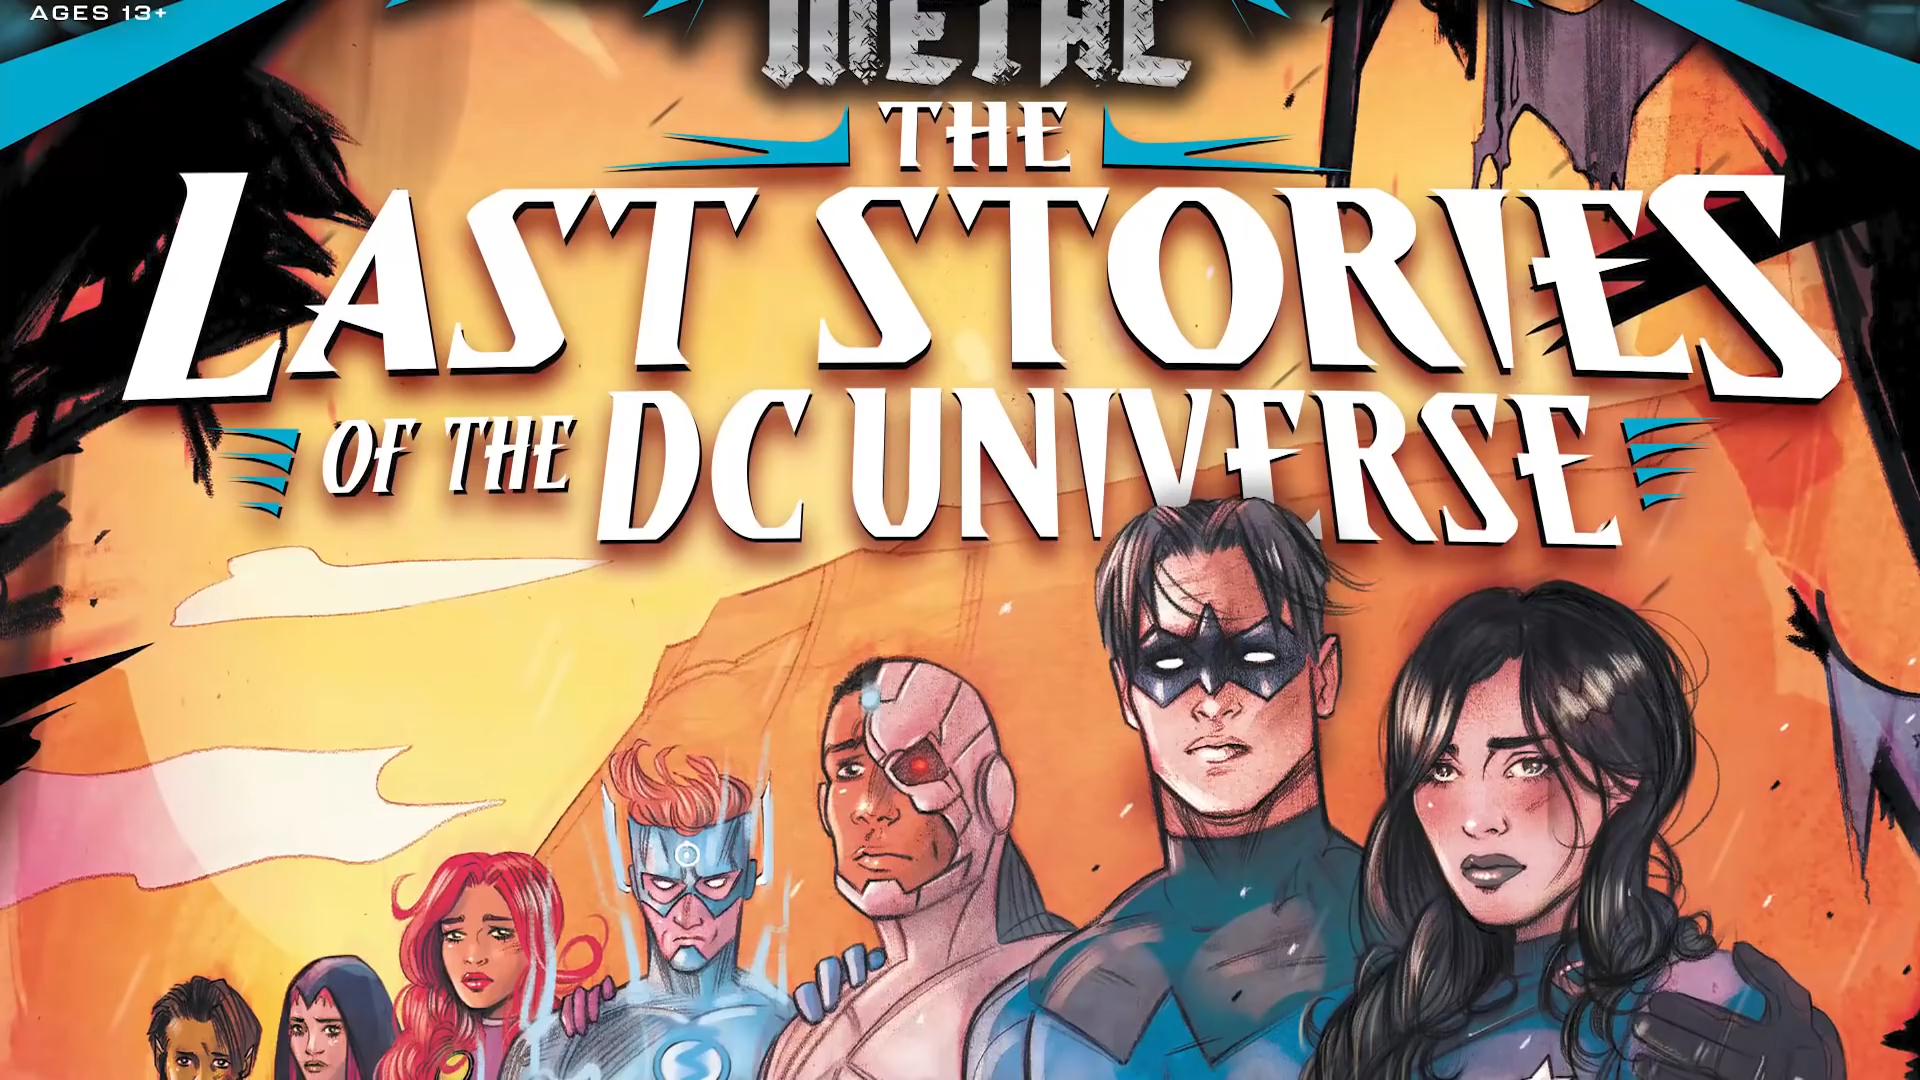 AGES 13+
METAL
THE
LAST STORIES
OF THE DC UNIVERSE